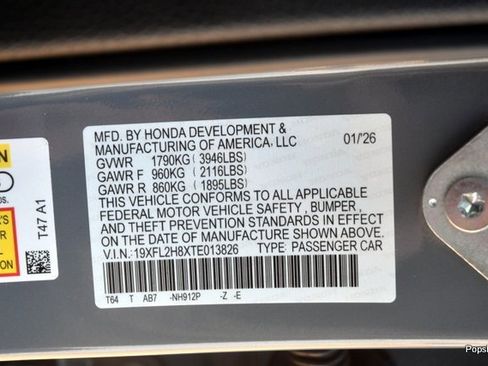 MFD. BY HONDA DEVELOPMENT &
MANUFACTURING OF AMERICA, LLC 01/'26
GVWR 1790KG ( 3946LBS)
GAWR F 960KG ( 2116LBS)
GAWR R 860KG ( 1895LBS)
THIS VEHICLE CONFORMS TO ALL APPLICABLE
FEDERAL MOTOR VEHICLE SAFETY , BUMPER ,
AND THEFT PREVENTION STANDARDS IN EFFECT
ON THE DATE OF MANUFACTURE SHOWN ABOVE.
V.I.N.:19XFL2H8XTE013826 TYPE: PASSENGER CAR
T64 T AB7 -NH912P -Z -E
T47 A1